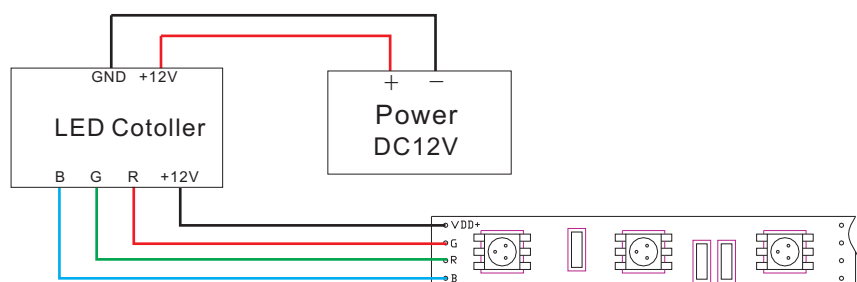 GND +12V
+ −
LED Cotoller
Power
DC12V
B G R +12V
VDD+
G
R
B